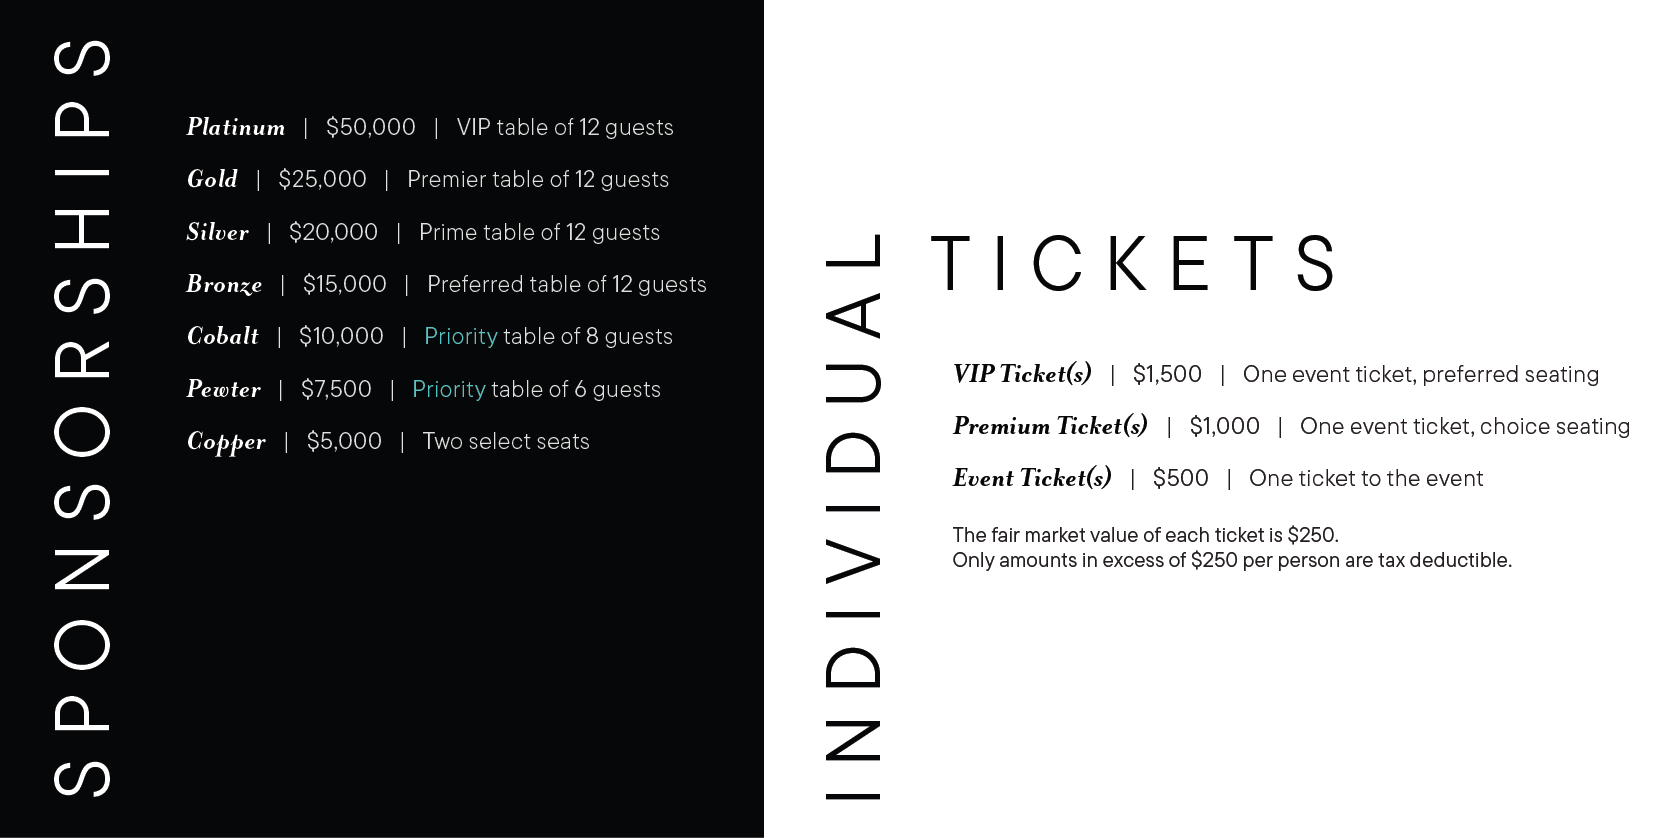 SPONSORSHIPS
Platinum | $50,000 | VIP table of 12 guests
Gold | $25,000 | Premier table of 12 guests
Silver | $20,000 | Prime table of 12 guests
Bronze | $15,000 | Preferred table of 12 guests
Cobalt | $10,000 | Priority table of 8 guests
Pewter | $7,500 | Priority table of 6 guests
Copper | $5,000 | Two select seats
INDIVIDUAL
TICKETS
VIP Ticket(s) | $1,500 | One event ticket, preferred seating
Premium Ticket(s) | $1,000 | One event ticket, choice seating
Event Ticket(s) | $500 | One ticket to the event
The fair market value of each ticket is $250.
Only amounts in excess of $250 per person are tax deductible.